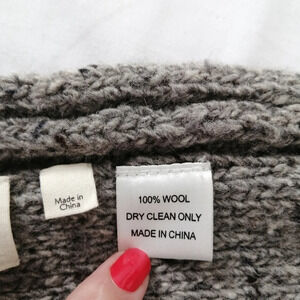 Made in
China
100% WOOL
DRY CLEAN ONLY
MADE IN CHINA